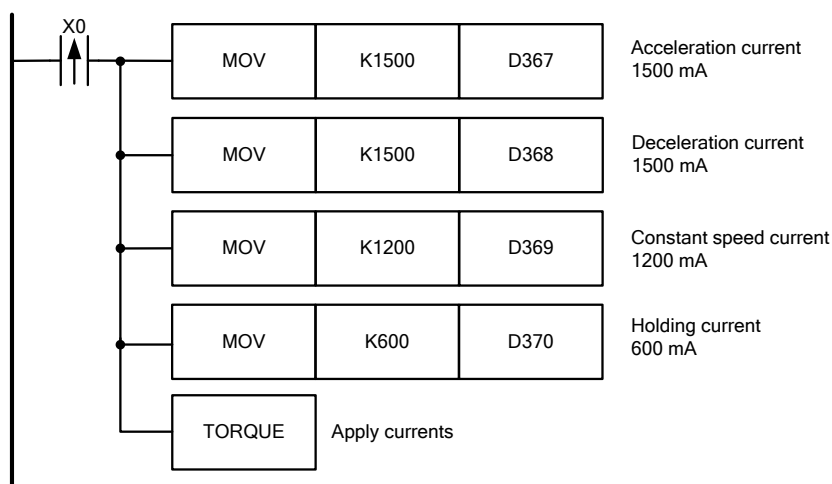 X0
MOV K1500 D367 Acceleration current
1500 mA
MOV K1500 D368 Deceleration current
1500 mA
MOV K1200 D369 Constant speed current
1200 mA
MOV K600 D370 Holding current
600 mA
TORQUE Apply currents